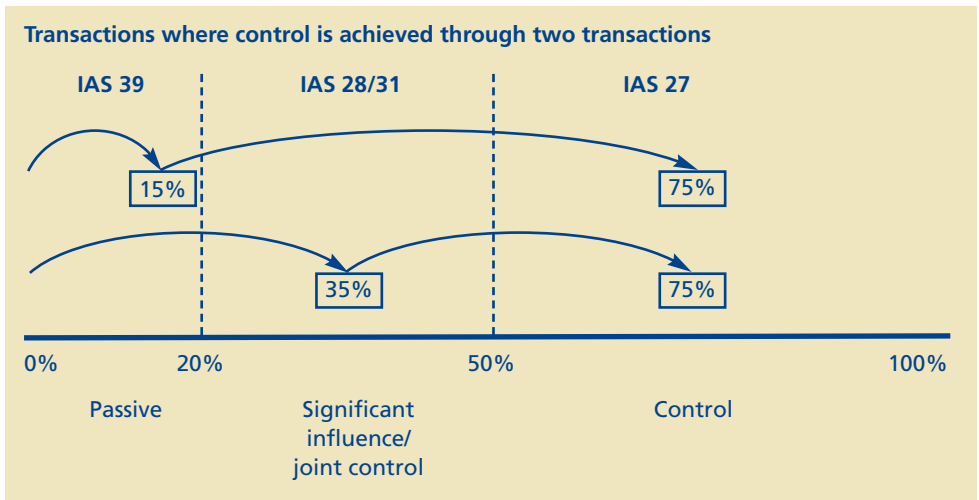 Transactions where control is achieved through two transactions
IAS 39 IAS 28/31 IAS 27
15% 75%
35% 75%
0% 20% 50% 100%
Passive Significant Control
influence/
joint control